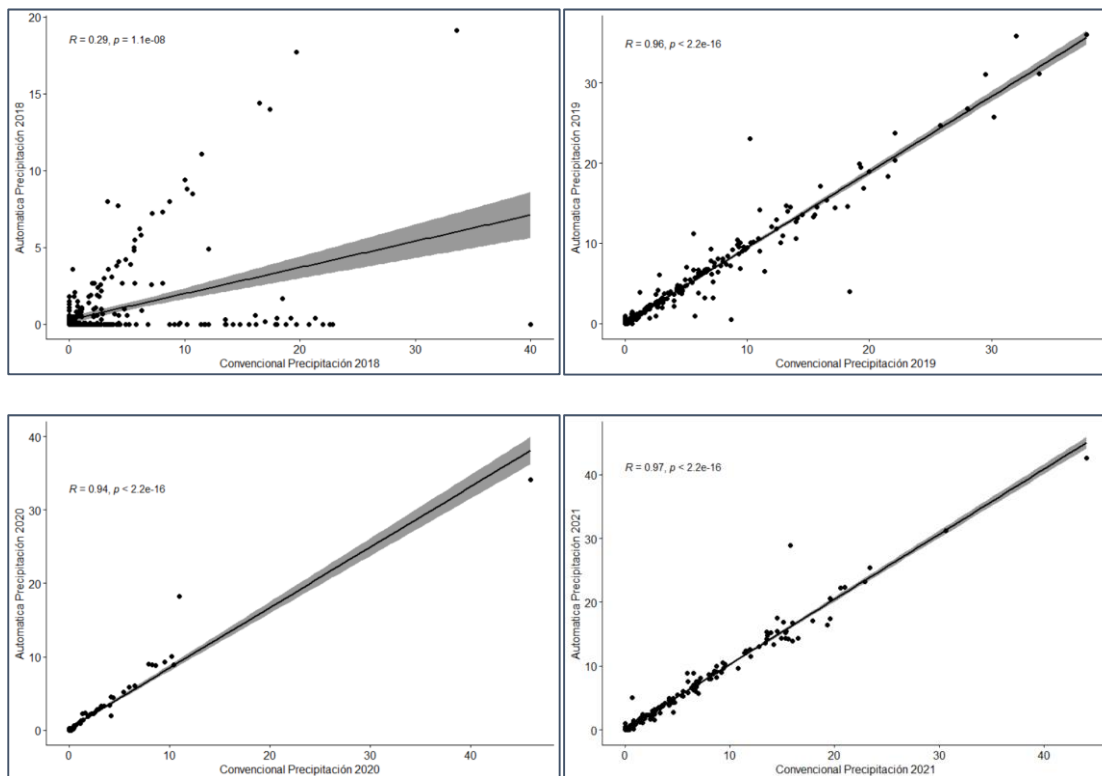 20
R = 0.29, p = 1.1e-08
15
10
5
0
Automatica Precipitación 2018
0 10 20 30 40
Convencional Precipitación 2018
R = 0.96, p < 2.2e-16
30
20
10
0
Automatica Precipitación 2019
0 10 20 30
Convencional Precipitación 2019
40
R = 0.94, p < 2.2e-16
30
20
10
0
Automatica Precipitación 2020
0 10 20 30 40
Convencional Precipitación 2020
R = 0.97, p < 2.2e-16
40
30
20
10
0
Automatica Precipitación 2021
0 10 20 30 40
Convencional Precipitación 2021